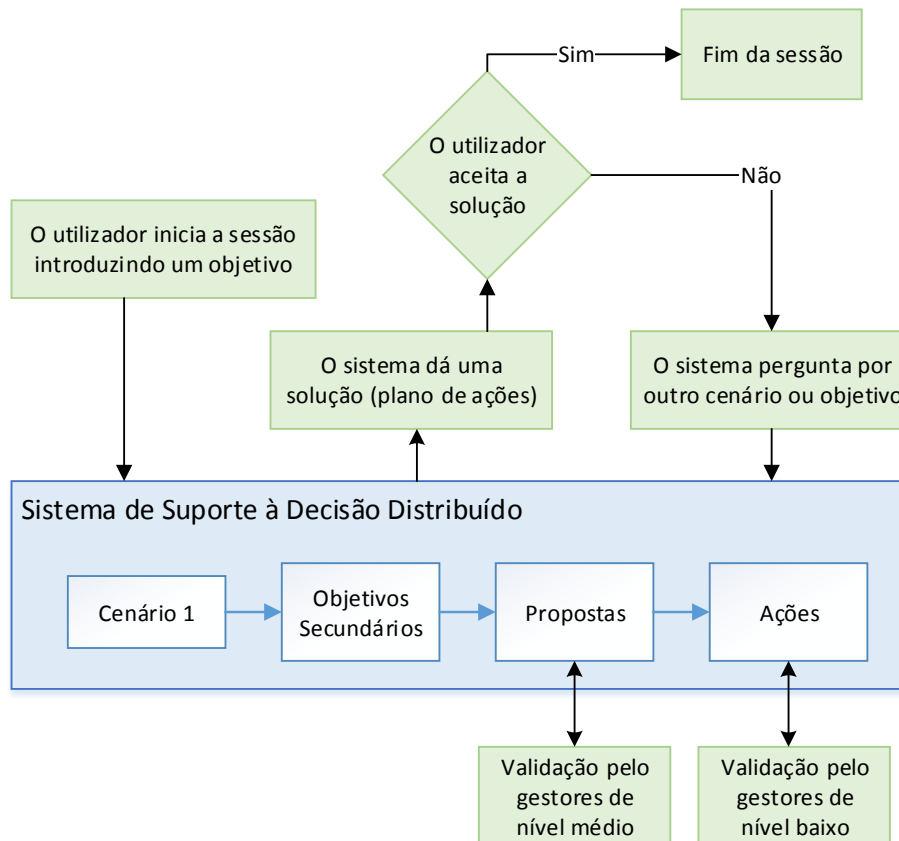 Sim
Fim da sessão
O utilizador
aceita a
solução
Não
O utilizador inicia a sessão
introduzindo um objetivo
O sistema dá uma
solução (plano de ações)
O sistema pergunta por
outro cenário ou objetivo
Sistema de Suporte à Decisão Distribuído
Cenário 1
Objetivos
Secundários
Propostas
Ações
Validação pelo
gestores de
nível médio
Validação pelo
gestores de
nível baixo